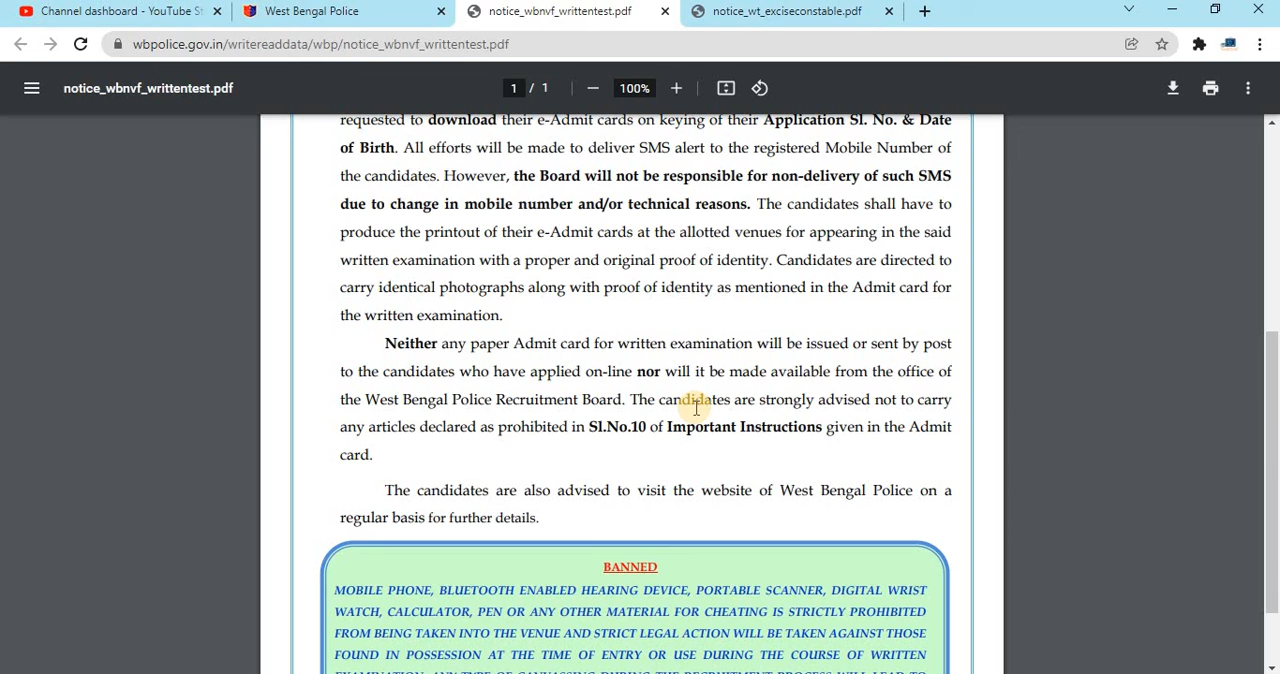 Channel dashboard - YouTube St
West Bengal Police
notice_wbnvf_writtentest.pdf
notice_wt_exciseconstable.pdf
wbpolice.gov.in/writereaddata/wbp/notice_wbnvf_writtentest.pdf
notice_wbnvf_writtentest.pdf
1 / 1
100%
requested to download their e-Admit cards on keying of their Application Sl. No. & Date
of Birth. All efforts will be made to deliver SMS alert to the registered Mobile Number of
the candidates. However, the Board will not be responsible for non-delivery of such SMS
due to change in mobile number and/or technical reasons. The candidates shall have to
produce the printout of their e-Admit cards at the allotted venues for appearing in the said
written examination with a proper and original proof of identity. Candidates are directed to
carry identical photographs along with proof of identity as mentioned in the Admit card for
the written examination.
Neither any paper Admit card for written examination will be issued or sent by post
to the candidates who have applied on-line nor will it be made available from the office of
the West Bengal Police Recruitment Board. The candidates are strongly advised not to carry
any articles declared as prohibited in Sl.No.10 of Important Instructions given in the Admit
card.
The candidates are also advised to visit the website of West Bengal Police on a
regular basis for further details.
BANNED
MOBILE PHONE, BLUETOOTH ENABLED HEARING DEVICE, PORTABLE SCANNER, DIGITAL WRIST
WATCH, CALCULATOR, PEN OR ANY OTHER MATERIAL FOR CHEATING IS STRICTLY PROHIBITED
FROM BEING TAKEN INTO THE VENUE AND STRICT LEGAL ACTION WILL BE TAKEN AGAINST THOSE
FOUND IN POSSESSION AT THE TIME OF ENTRY OR USE DURING THE COURSE OF WRITTEN
EXAMINATION. ANY TYPE OF CANVASSING DURING THE RECRUITMENT PROCESS WILL LEAD TO